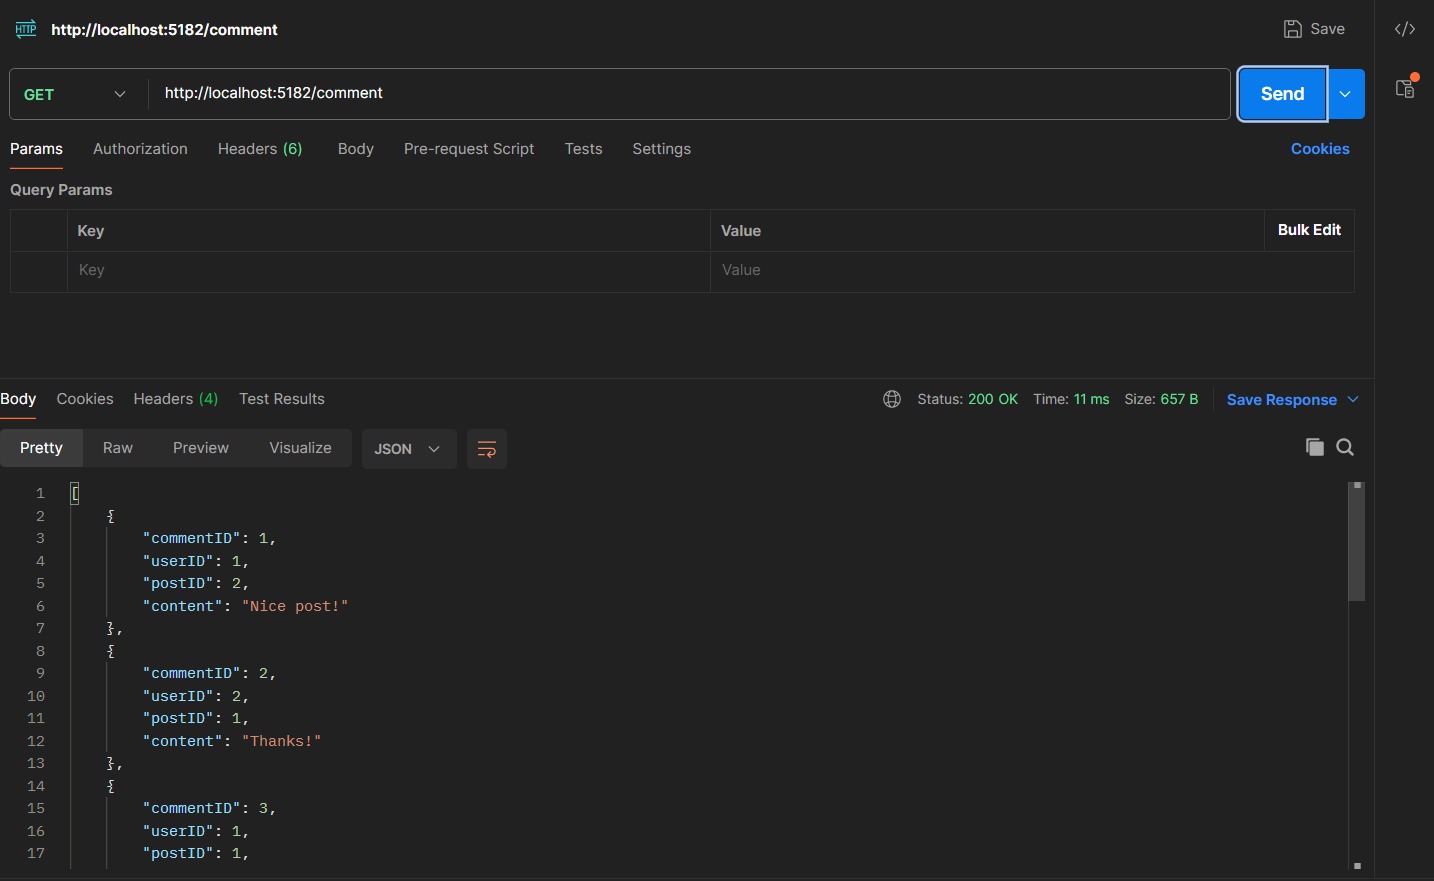 HTTP http://localhost:5182/comment Save
GET http://localhost:5182/comment Send
Params Authorization Headers (6) Body Pre-request Script Tests Settings Cookies
Query Params
Key Value Bulk Edit
Key Value
Body Cookies Headers (4) Test Results Status: 200 OK Time: 11 ms Size: 657 B Save Response
Pretty Raw Preview Visualize JSON
1 [
2 {
3 "commentID": 1,
4 "userID": 1,
5 "postID": 2,
6 "content": "Nice post!"
7 },
8 {
9 "commentID": 2,
10 "userID": 2,
11 "postID": 1,
12 "content": "Thanks!"
13 },
14 {
15 "commentID": 3,
16 "userID": 1,
17 "postID": 1,